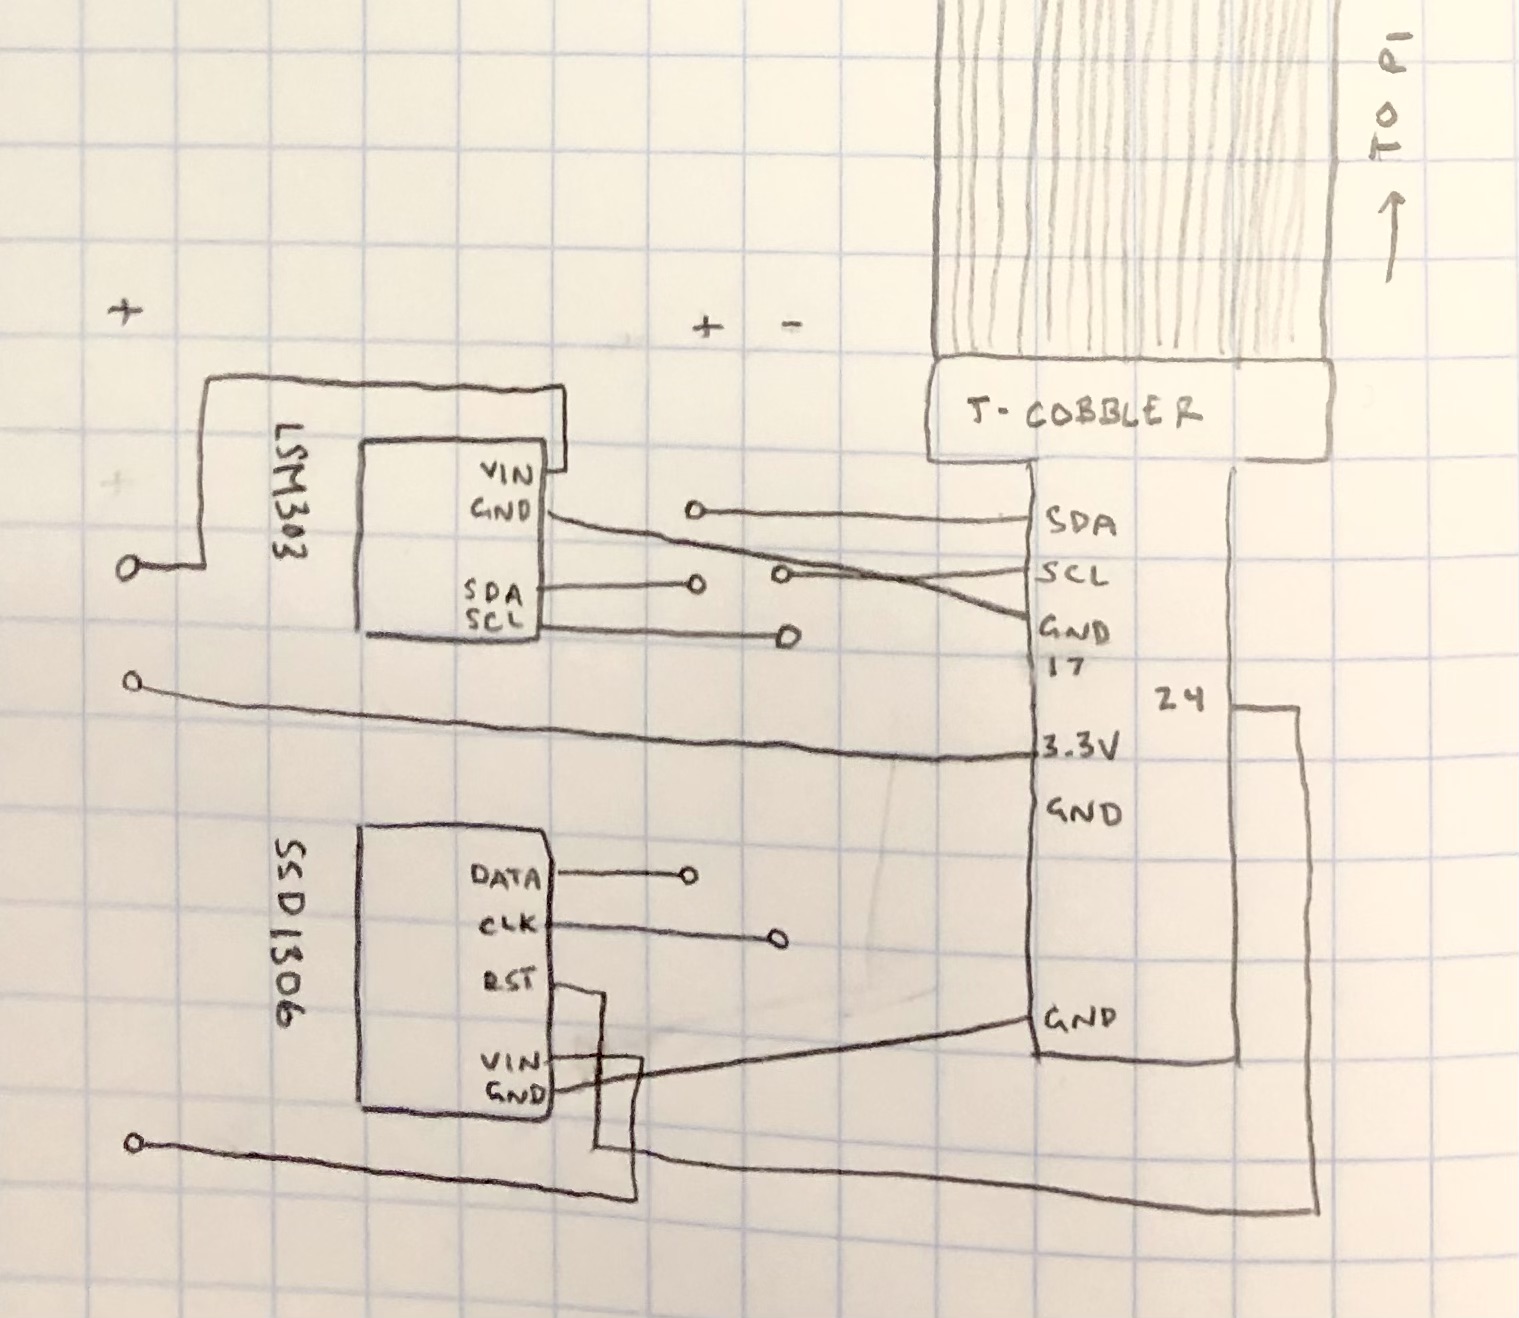 → TO PI
+
+ -
T-COBBLER
LSM303
VIN
GND
SDA
SCL
SDA
SCL
GND
17
24
3.3V
GND
GND
SSD1306
DATA
CLK
RST
VIN
GND